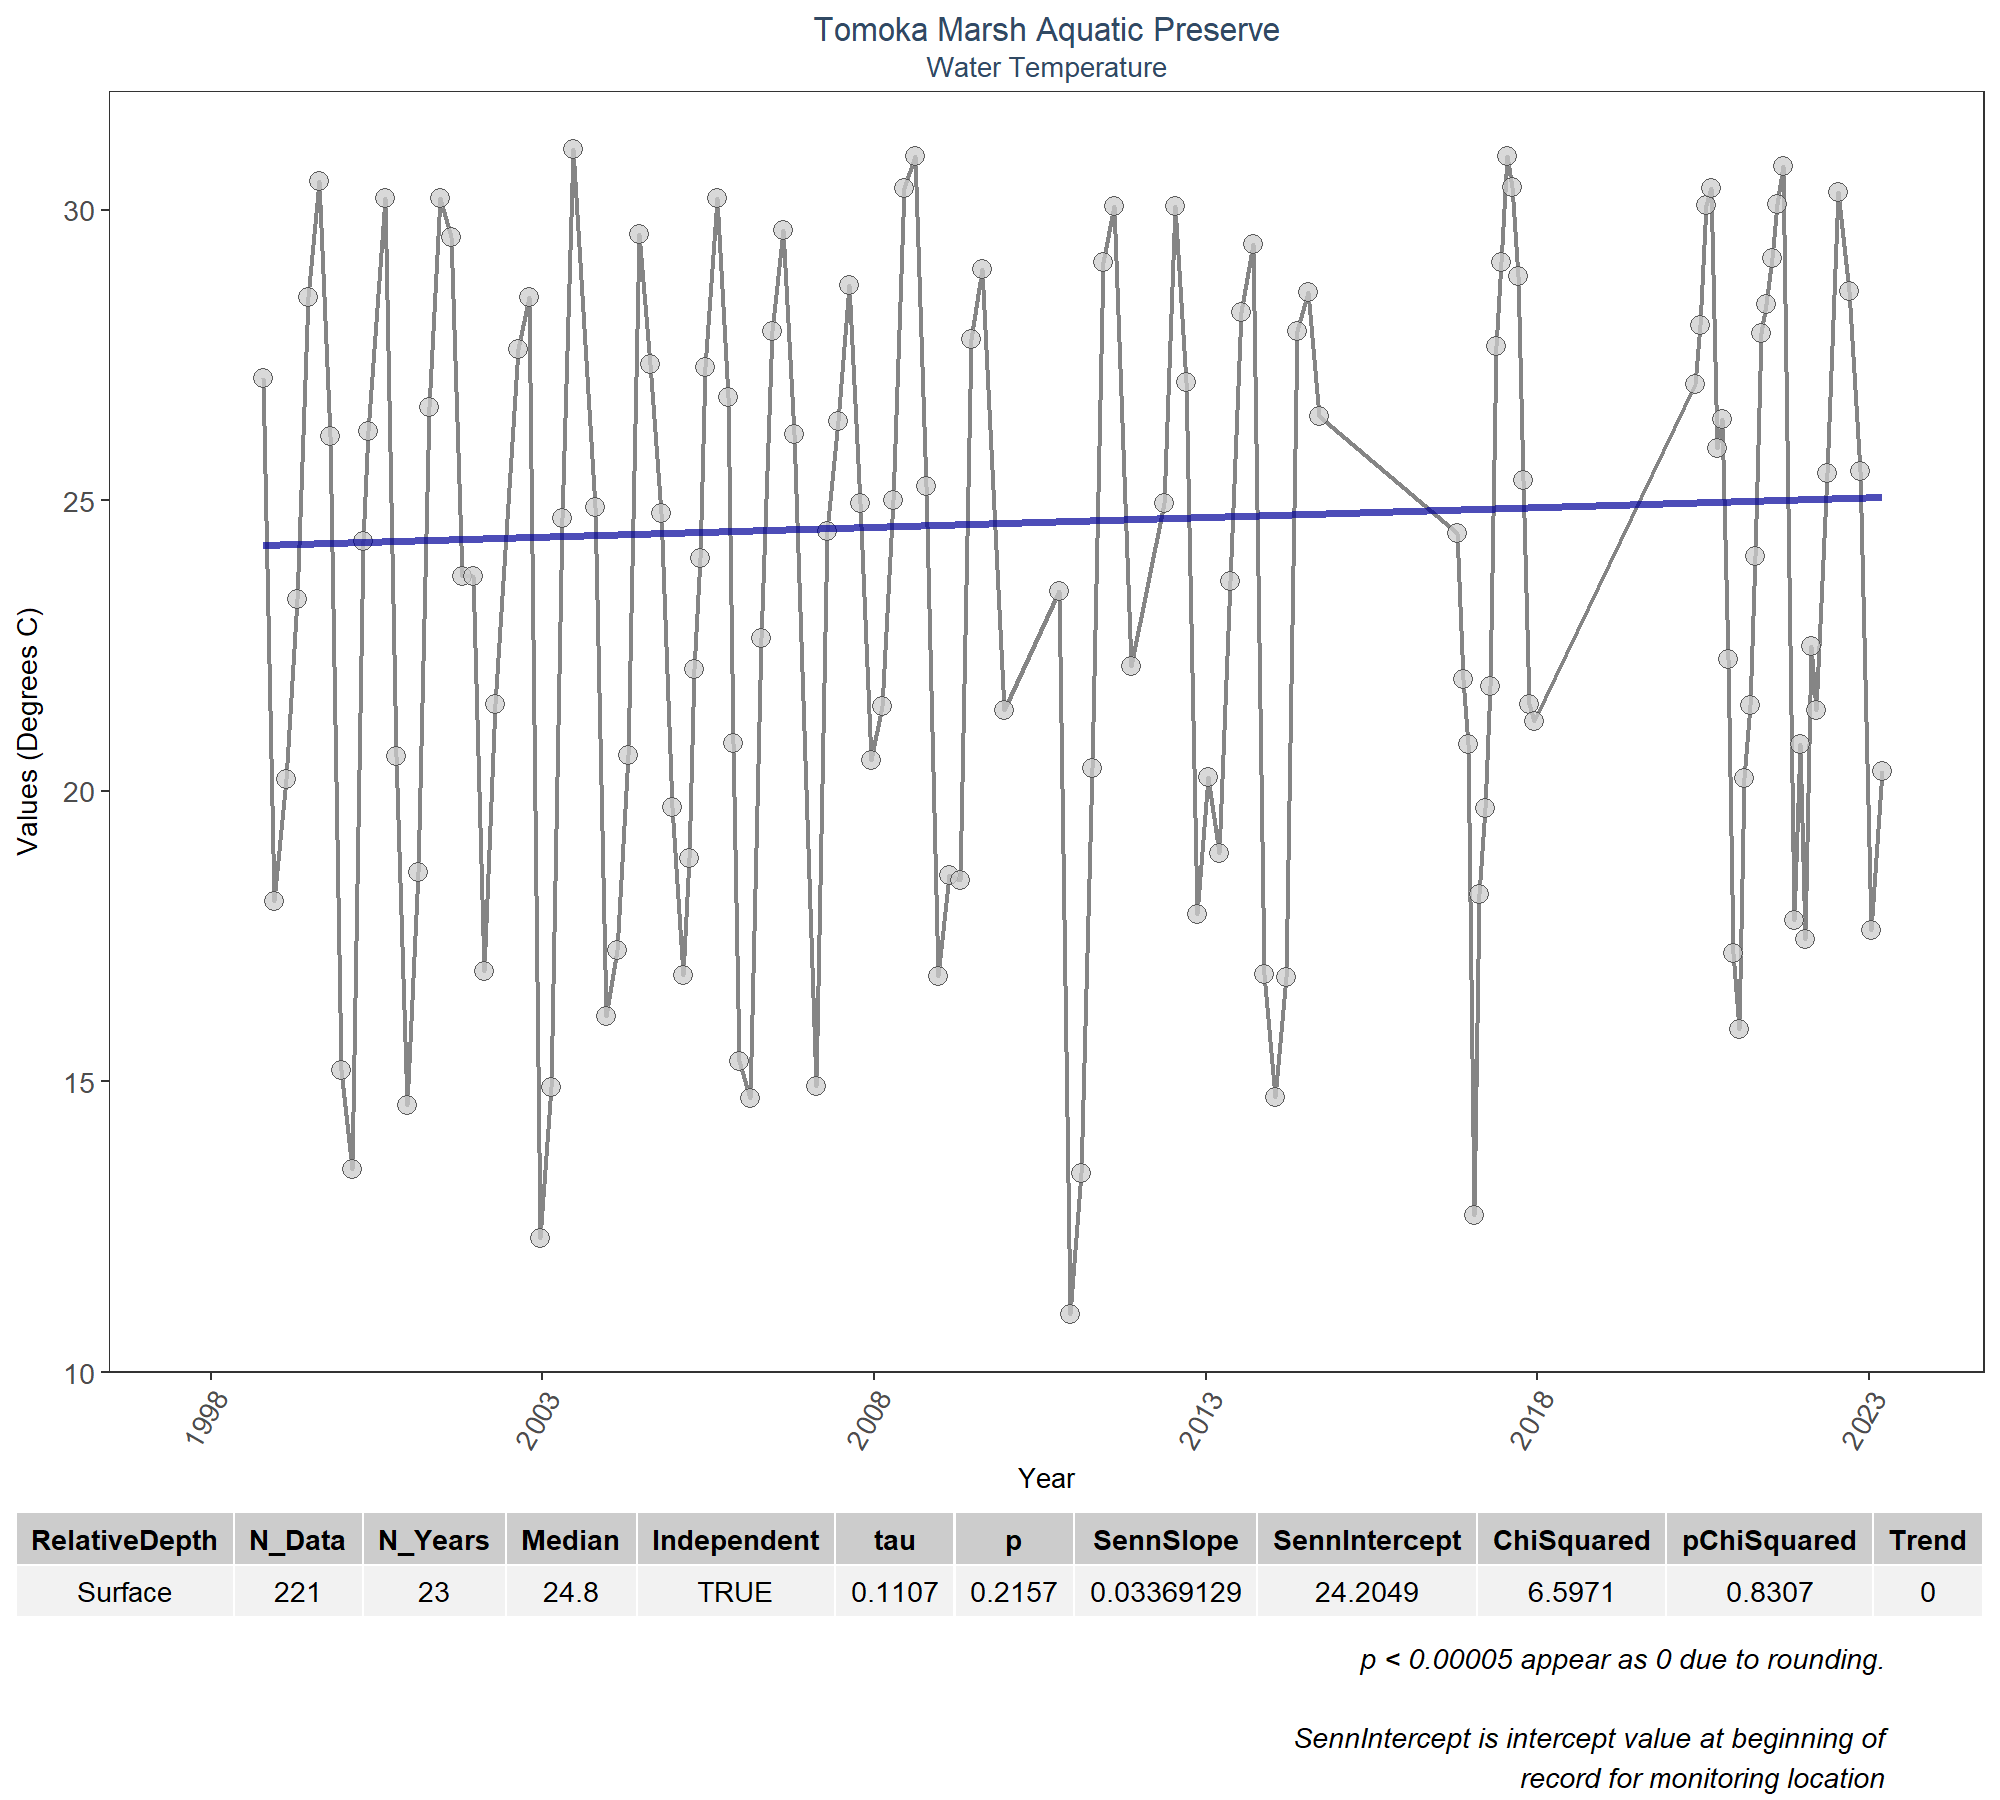 Tomoka Marsh Aquatic Preserve
Water Temperature
Values (Degrees C)
30
25
20
15
10
1998 2003 2008 2013 2018 2023
Year
RelativeDepth N_Data N_Years Median Independent tau p SennSlope SennIntercept ChiSquared pChiSquared Trend
Surface 221 23 24.8 TRUE 0.1107 0.2157 0.03369129 24.2049 6.5971 0.8307 0
p < 0.00005 appear as 0 due to rounding.
SennIntercept is intercept value at beginning of
record for monitoring location